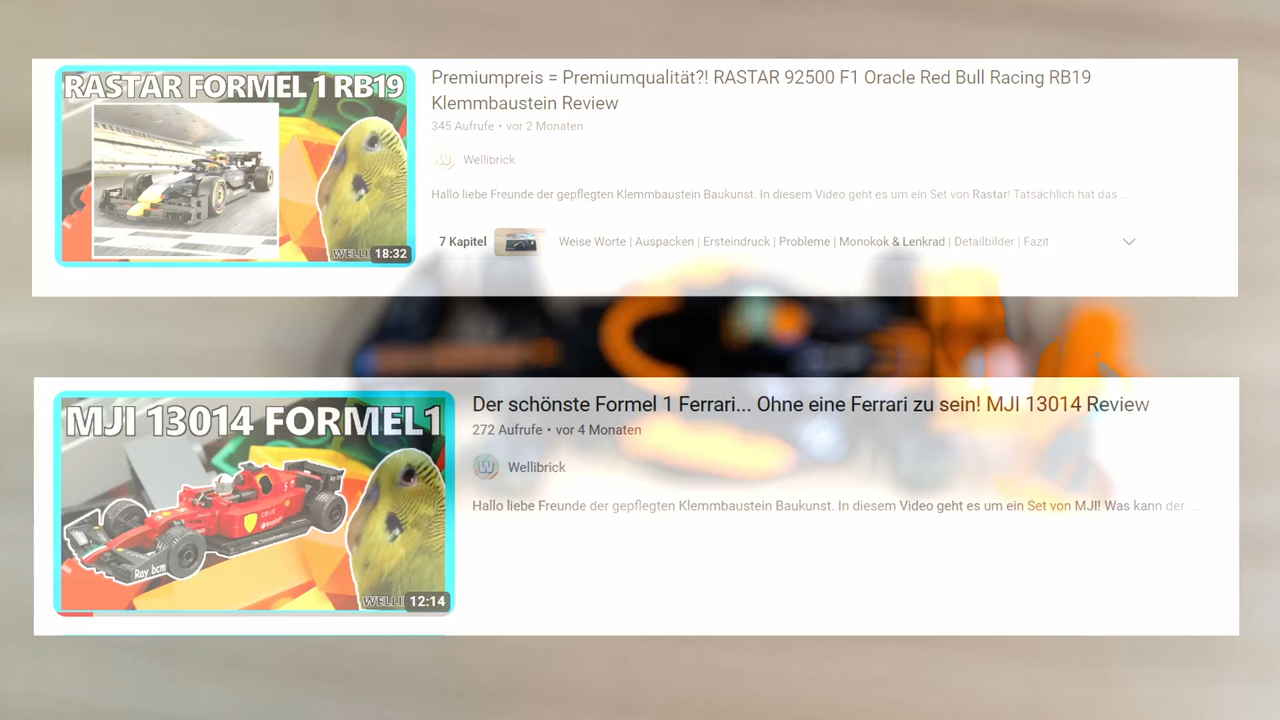 RASTAR FORMEL 1 RB19
WELLI
18:32
Premiumpreis = Premiumqualität?! RASTAR 92500 F1 Oracle Red Bull Racing RB19
Klemmbaustein Review
345 Aufrufe • vor 2 Monaten
W Wellibrick
Hallo liebe Freunde der gepflegten Klemmbaustein Baukunst. In diesem Video geht es um ein Set von Rastar! Tatsächlich hat das ...
7 Kapitel Weise Worte | Auspacken | Ersteindruck | Probleme | Monokok & Lenkrad | Detailbilder | Fazit
MJI 13014 FORMEL1
Ray bcm
WELLI
12:14
Der schönste Formel 1 Ferrari... Ohne eine Ferrari zu sein! MJI 13014 Review
272 Aufrufe • vor 4 Monaten
W Wellibrick
Hallo liebe Freunde der gepflegten Klemmbaustein Baukunst. In diesem Video geht es um ein Set von MJI! Was kann der ...